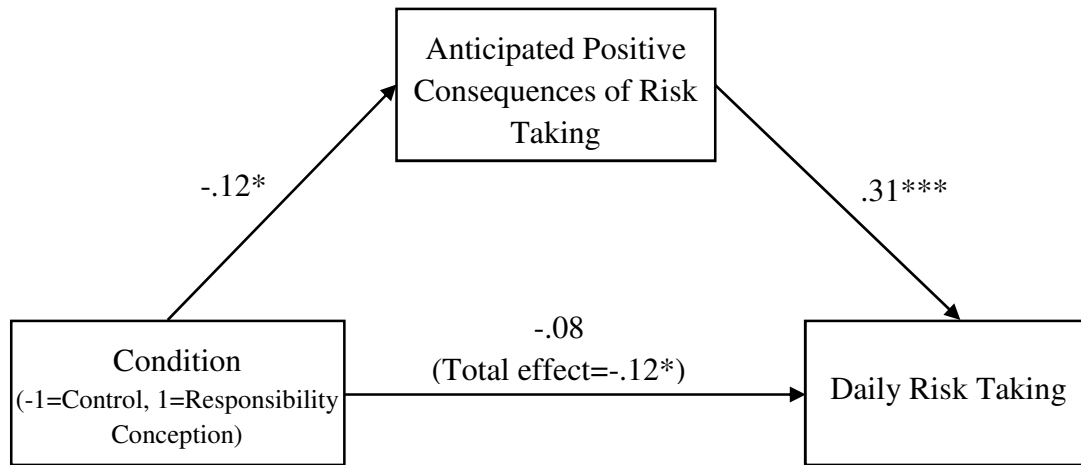 Anticipated Positive
Consequences of Risk
Taking
-.12*
.31***
-.08
(Total effect=-.12*)
Condition
(-1=Control, 1=Responsibility
Conception)
Daily Risk Taking